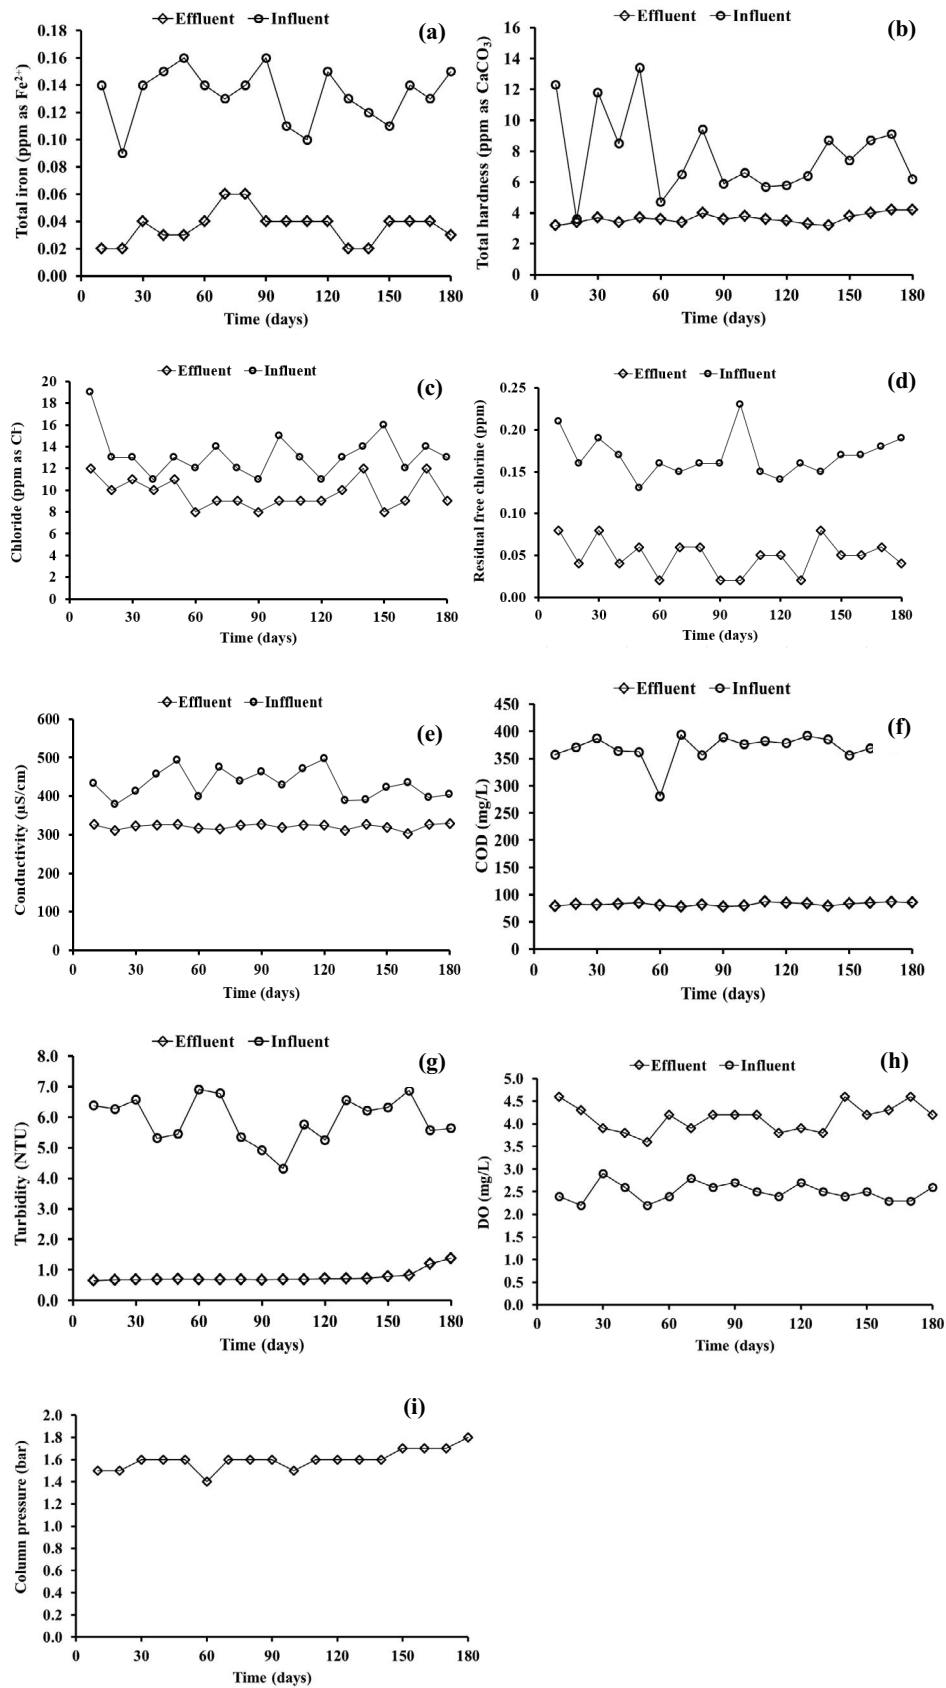 Effluent Influent
(a)
Total iron (ppm as Fe2+)
0.18
0.16
0.14
0.12
0.10
0.08
0.06
0.04
0.02
0.00
0 30 60 90 120 150 180
Time (days)
Effluent Influent
(b)
Total hardness (ppm as CaCO3)
16
14
12
10
8
6
4
2
0
0 30 60 90 120 150 180
Time (days)
Effluent Influent
(c)
Chloride (ppm as Cl-)
20
18
16
14
12
10
8
6
4
2
0
0 30 60 90 120 150 180
Time (days)
Effluent Inffluent
(d)
Residual free chlorine (ppm)
0.25
0.20
0.15
0.10
0.05
0.00
0 30 60 90 120 150 180
Time (days)
Effluent Inffluent
(e)
Conductivity (µS/cm)
600
500
400
300
200
100
0
0 30 60 90 120 150 180
Time (days)
Effluent Influent
(f)
COD (mg/L)
450
400
350
300
250
200
150
100
50
0
0 30 60 90 120 150 180
Time (days)
Effluent Influent
(g)
Turbidity (NTU)
8.0
7.0
6.0
5.0
4.0
3.0
2.0
1.0
0.0
0 30 60 90 120 150 180
Time (days)
Effluent Influent
(h)
DO (mg/L)
5.0
4.5
4.0
3.5
3.0
2.5
2.0
1.5
1.0
0.5
0.0
0 30 60 90 120 150 180
Time (days)
(i)
Column pressure (bar)
2.0
1.8
1.6
1.4
1.2
1.0
0.8
0.6
0.4
0.2
0.0
0 30 60 90 120 150 180
Time (days)